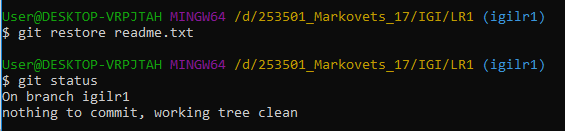 User@DESKTOP-VRPJTAH MINGW64 /d/253501_Markovets_17/IGI/LR1 (igilr1)
$ git restore readme.txt
User@DESKTOP-VRPJTAH MINGW64 /d/253501_Markovets_17/IGI/LR1 (igilr1)
$ git status
On branch igilr1
nothing to commit, working tree clean